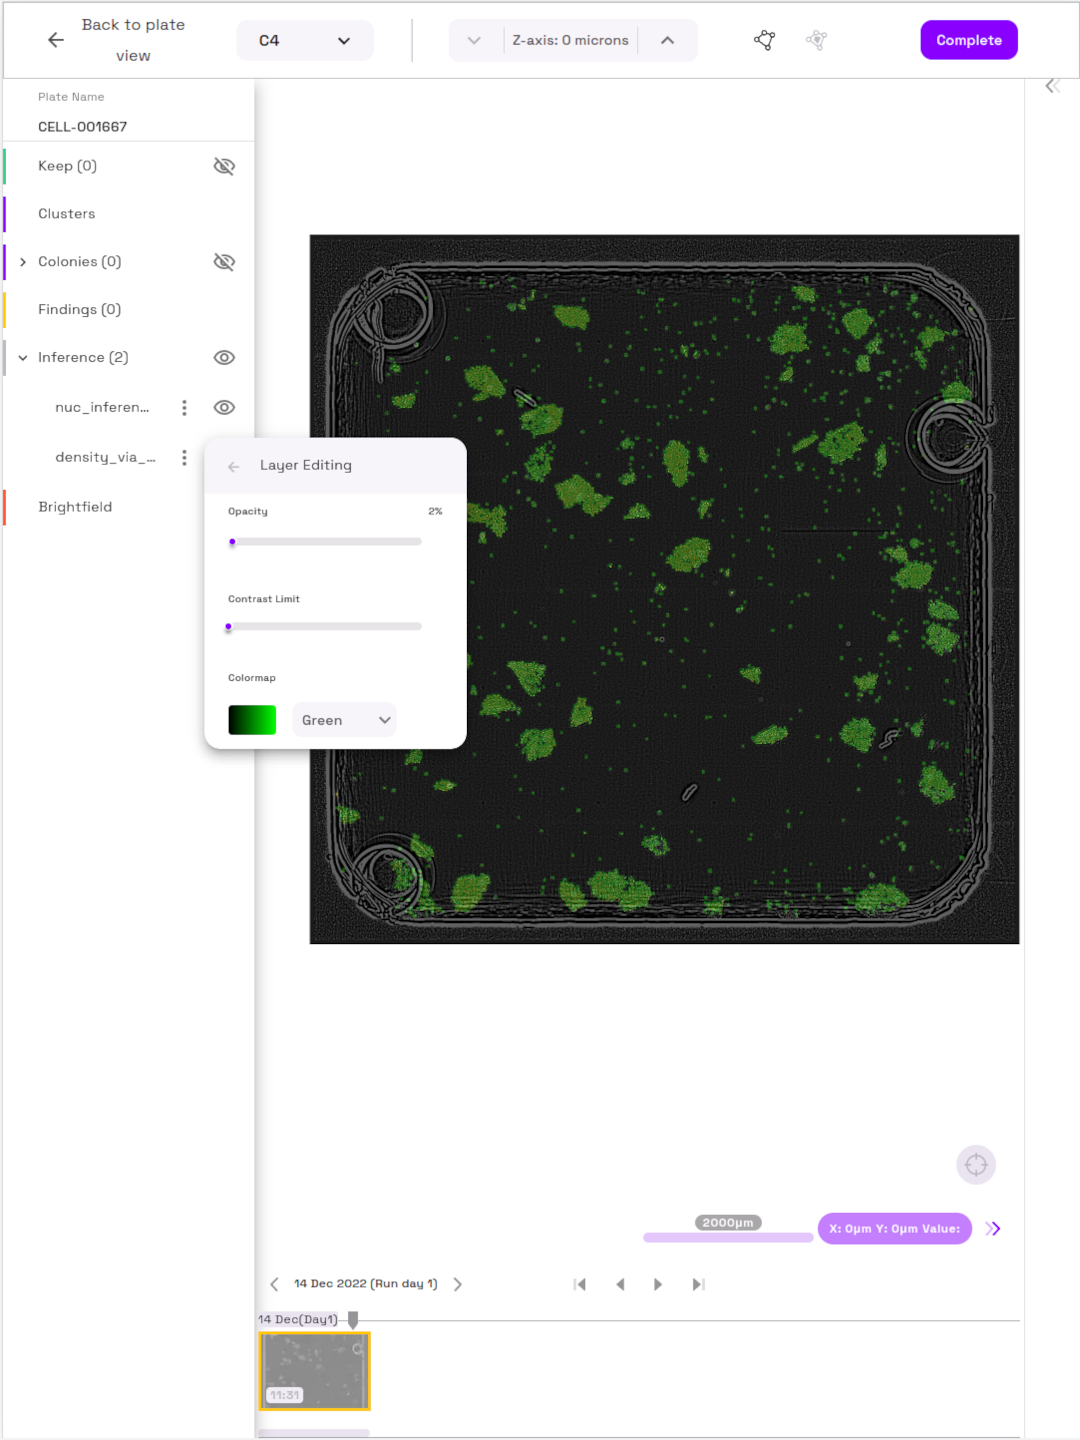 Back to plate
view
C4
Z-axis: 0 microns
Complete
Plate Name
CELL-001667
Keep (0)
Clusters
Colonies (0)
Findings (0)
Inference (2)
nuc_inferen...
density_via_...
Brightfield
Layer Editing
Opacity
2%
Contrast Limit
Colormap
Green
2000µm
X: 0µm Y: 0µm Value:
14 Dec 2022 (Run day 1)
14 Dec(Day1)
11:31